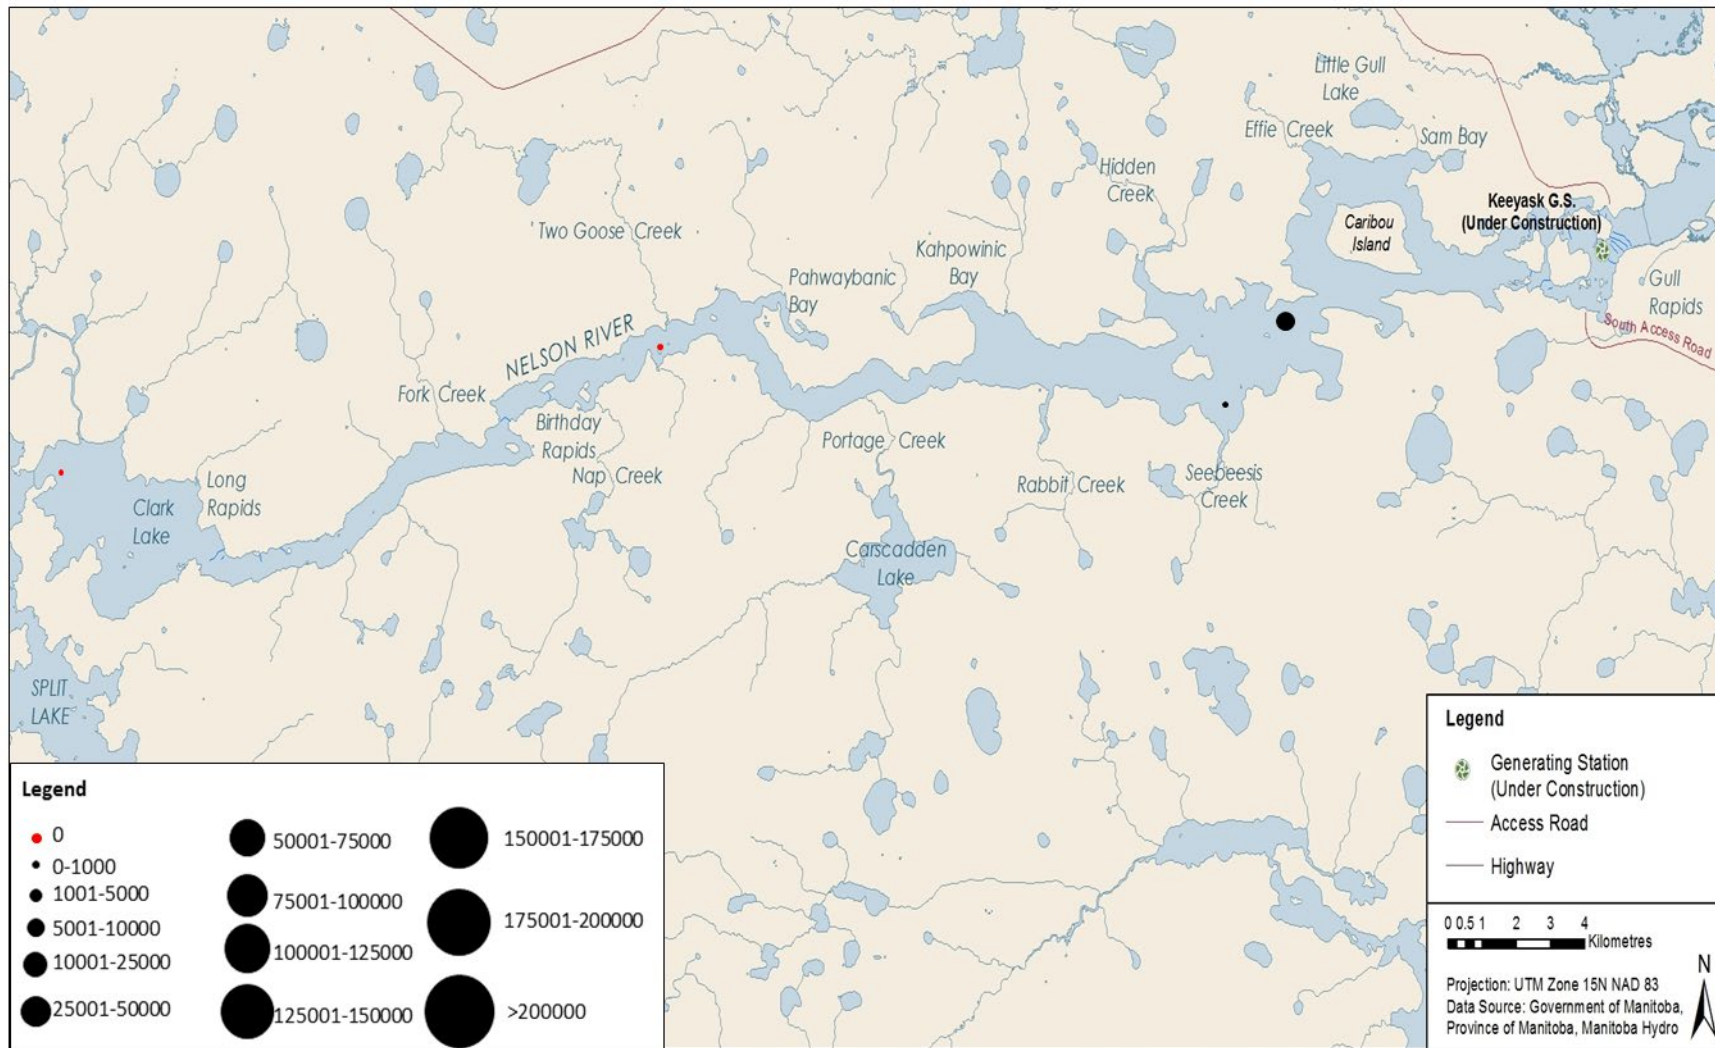 Little Gull
Lake
Effie Creek
Sam Bay
Hidden
Creek
Keeyask G.S.
(Under Construction)
Caribou
Island
Two Goose Creek
Kahpowinic
Bay
Pahwaybanic
Bay
Gull
Rapids
South Access Road
NELSON RIVER
Fork Creek
Birthday
Rapids
Nap Creek
Portage Creek
Rabbit Creek
Seebeesis
Creek
Long
Rapids
Clark
Lake
Carscadden
Lake
SPLIT
LAKE
Legend
0
0-1000
1001-5000
5001-10000
10001-25000
25001-50000
50001-75000
75001-100000
100001-125000
125001-150000
150001-175000
175001-200000
>200000
Legend
Generating Station
(Under Construction)
Access Road
Highway
0 0.5 1 2 3 4
Kilometres
N
Projection: UTM Zone 15N NAD 83
Data Source: Government of Manitoba,
Province of Manitoba, Manitoba Hydro